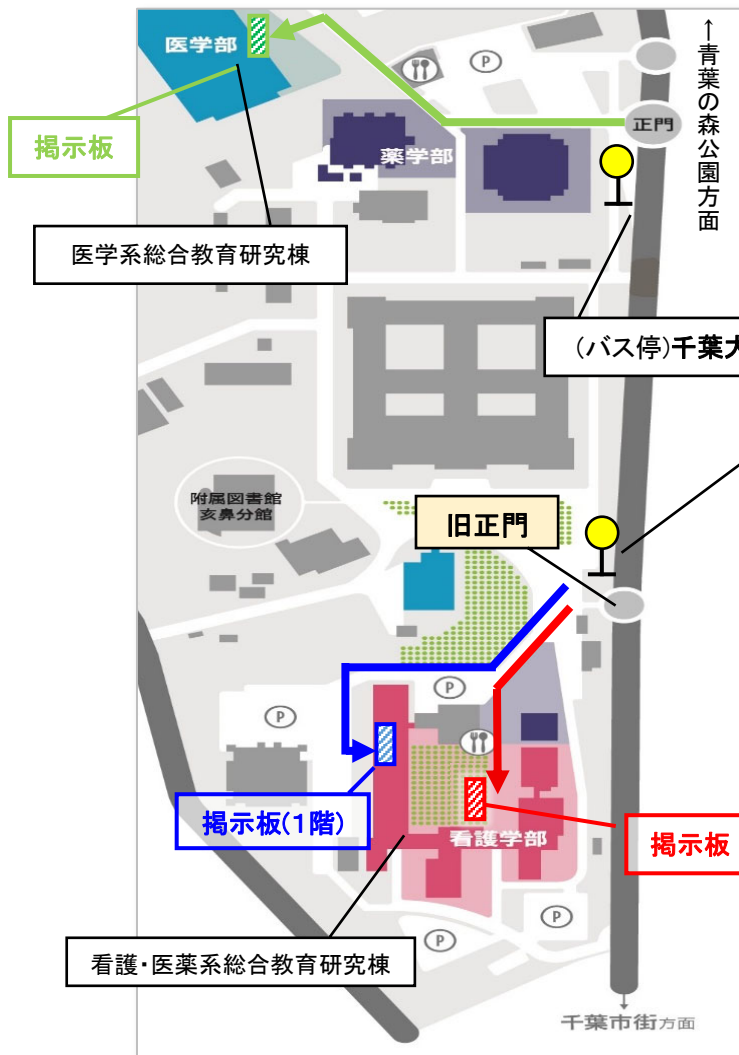 医学部
P
↑青葉の森公園方面
正門
掲示板
薬学部
医学系総合教育研究棟
(バス停)千葉大
附属図書館
亥鼻分館
旧正門
P
P
掲示板(1階)
看護学部
掲示板
P
P
看護・医薬系総合教育研究棟
↓
千葉市街方面